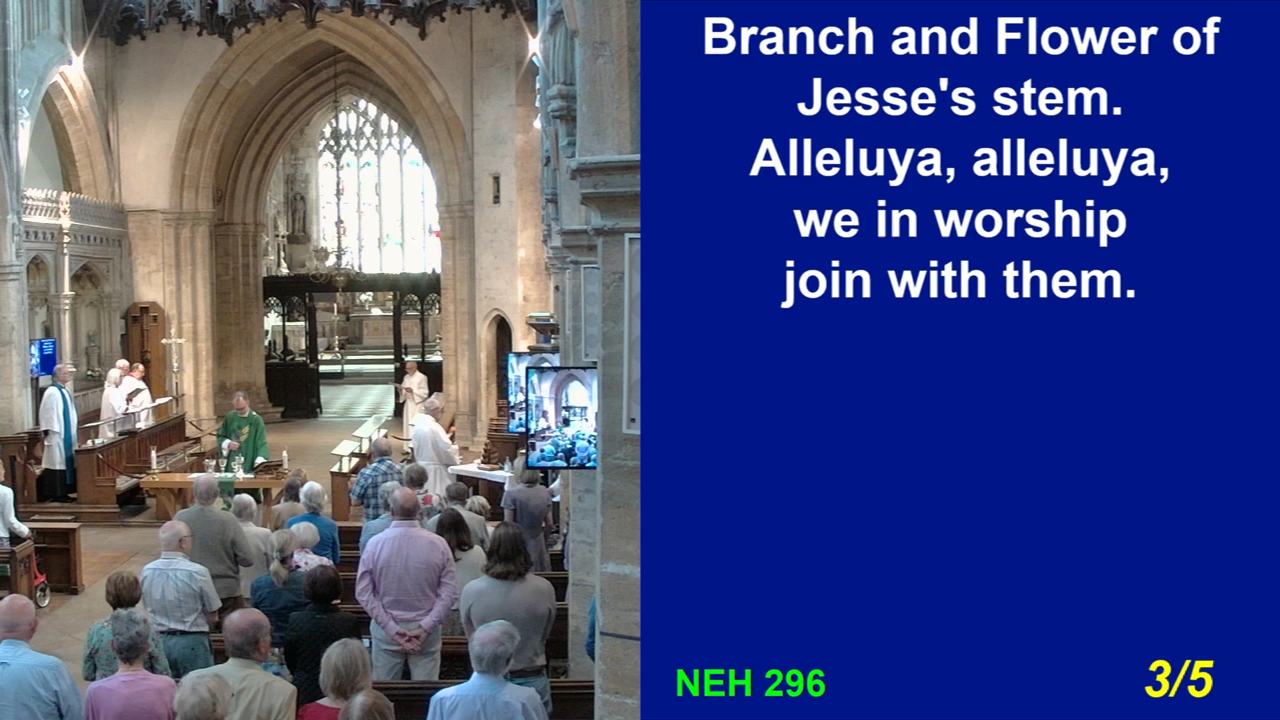 Branch and Flower of
Jesse's stem.
Alleluya, alleluya,
we in worship
join with them.
NEH 296
3/5